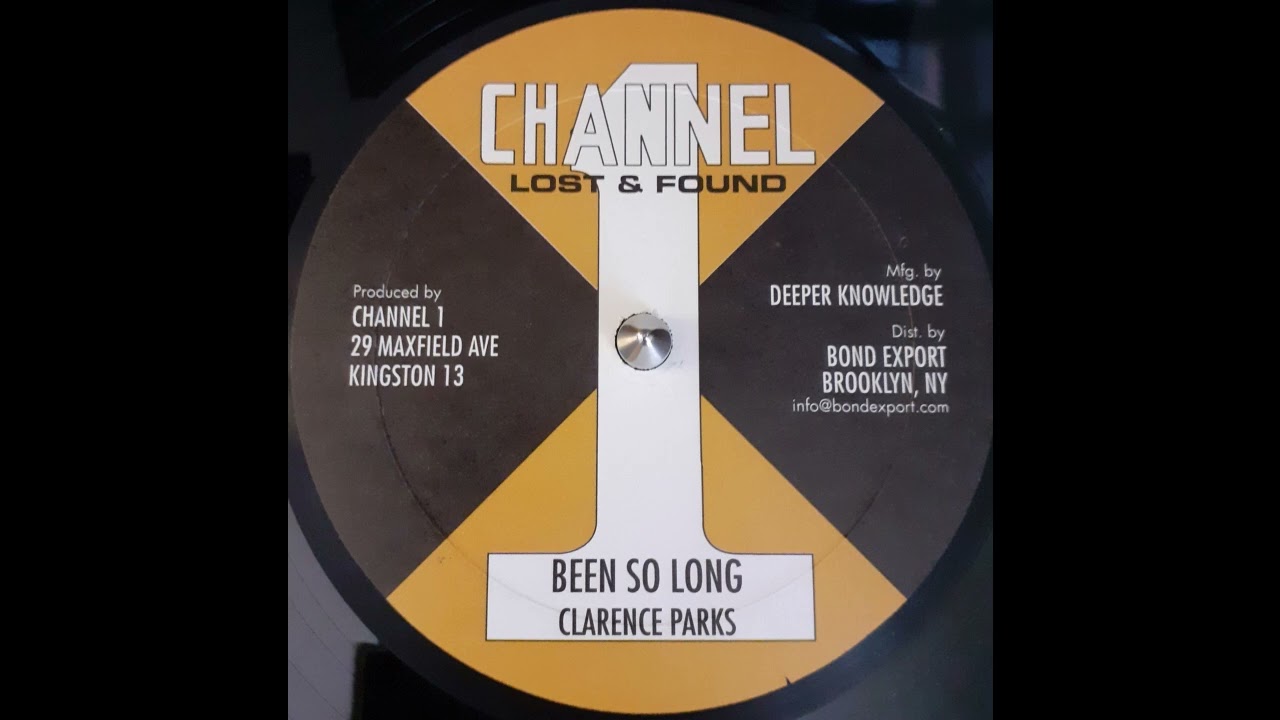 CHANNEL
1
LOST & FOUND
Produced by
CHANNEL 1
29 MAXFIELD AVE
KINGSTON 13
Mfg. by
DEEPER KNOWLEDGE
Dist. by
BOND EXPORT
BROOKLYN, NY
info@bondexport.com
BEEN SO LONG
CLARENCE PARKS